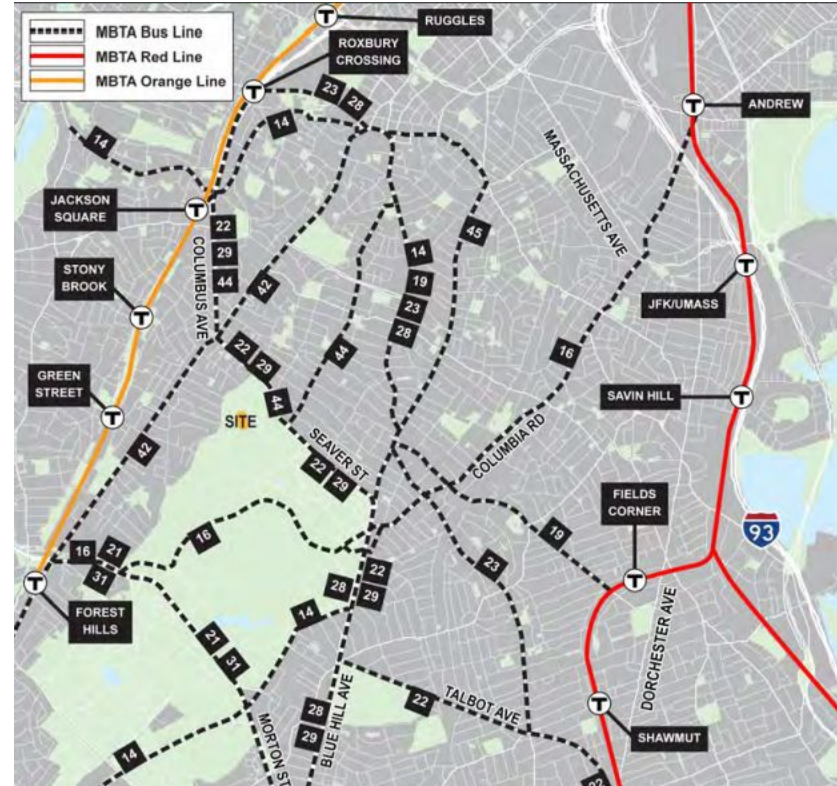 MBTA Bus Line
MBTA Red Line
MBTA Orange Line
T
RUGGLES
T
ROXBURY
CROSSING
23
28
14
14
T
ANDREW
MASSACHUSETTS AVE
T
JACKSON
SQUARE
22
29
44
COLUMBUS AVE
45
14
19
23
28
T
JFK/UMASS
T
STONY
BROOK
42
44
16
22
29
44
T
SAVIN HILL
T
GREEN
STREET
SITE
42
SEAVER ST
22
29
COLUMBIA RD
FIELDS
CORNER
T
93
19
16
16
21
31
23
22
28
29
T
FOREST
HILLS
14
21
31
DORCHESTER AVE
22
TALBOT AVE
T
SHAWMUT
28
29
BLUE HILL AVE
MORTON ST
14
22